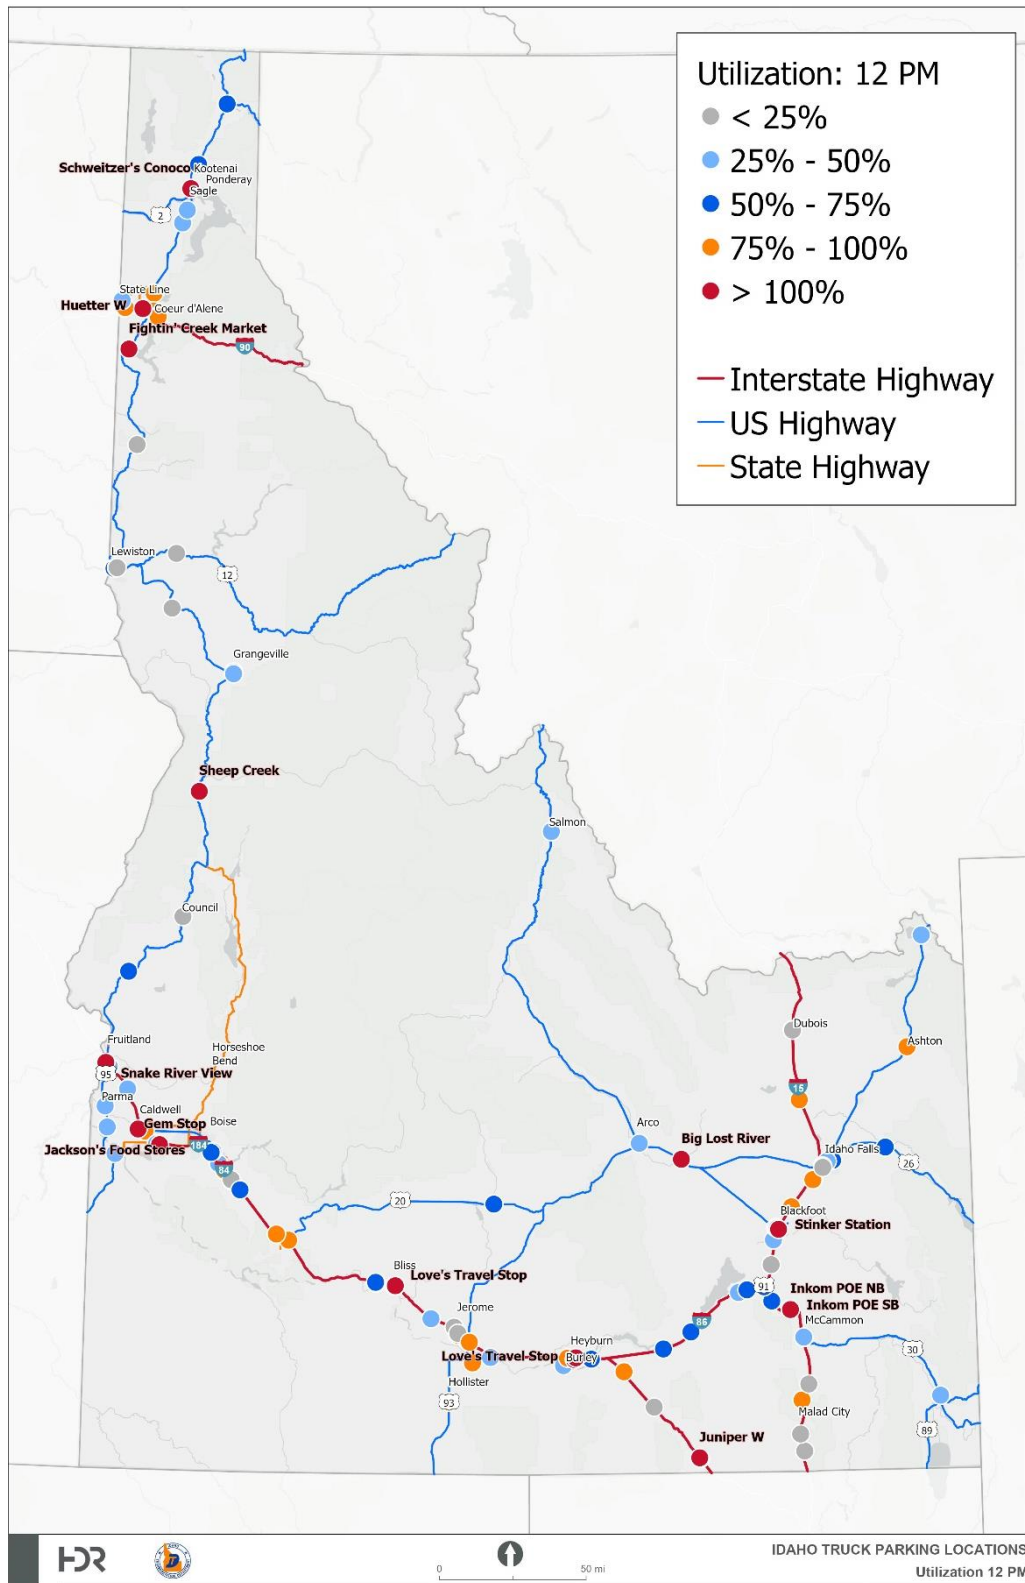 Utilization: 12 PM
< 25%
25% - 50%
50% - 75%
75% - 100%
> 100%
Interstate Highway
US Highway
State Highway
Schweitzer's Conoco
Kootenai
Ponderay
Sagle
2
State Line
Huetter W
Coeur d'Alene
Fightin' Creek Market
90
Lewiston
12
Grangeville
Sheep Creek
Salmon
Council
Fruitland
95
Snake River View
Horseshoe
Bend
Parma
Caldwell
Gem Stop
Boise
Jackson's Food Stores
184
84
Dubois
15
Ashton
Arco
Big Lost River
Idaho Falls
26
20
Blackfoot
Stinker Station
Bliss
Love's Travel Stop
91
Inkom POE NB
Inkom POE SB
McCammon
Jerome
86
Heyburn
Love's Travel Stop
Burley
30
Hollister
93
Malad City
89
Juniper W
HDR
0
50 mi
IDAHO TRUCK PARKING LOCATIONS
Utilization 12 PM